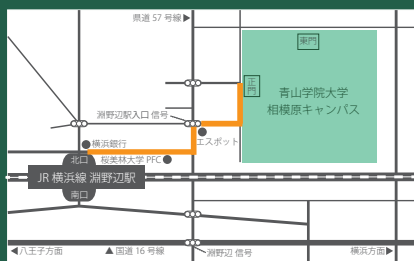 県道 57 号線▶
東門
正門
青山学院大学
相模原キャンパス
淵野辺駅入口 信号
エスポット
横浜銀行
北口
桜美林大学 PFC
JR 横浜線 淵野辺駅
南口
◀八王子方面
▲国道 16 号線
淵野辺 信号
横浜方面▶